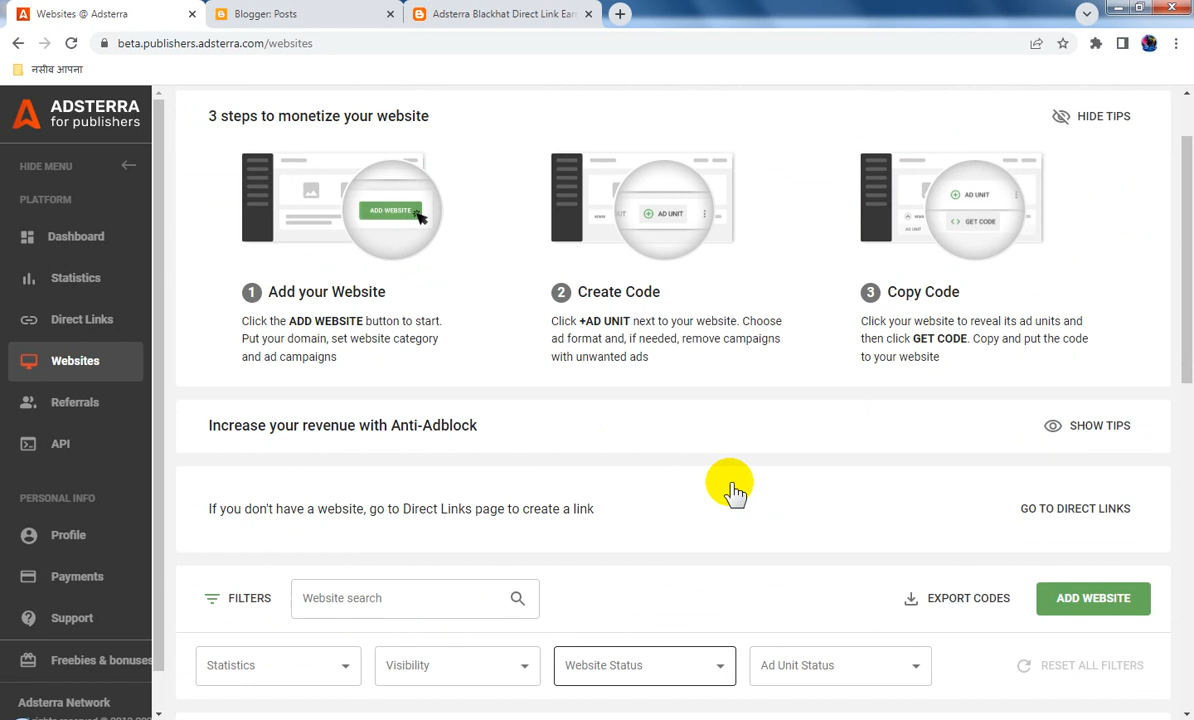 Websites @ Adsterra
Blogger: Posts
Adsterra Blackhat Direct Link Ear
beta.publishers.adsterra.com/websites
नसीब आपना
ADSTERRA
for publishers
HIDE MENU
PLATFORM
Dashboard
Statistics
Direct Links
Websites
Referrals
API
PERSONAL INFO
Profile
Payments
Support
Freebies & bonuses
Adsterra Network
3 steps to monetize your website
HIDE TIPS
ADD WEBSITE
AD UNIT
AD UNIT
GET CODE
AD UNIT
1 Add your Website
Click the ADD WEBSITE button to start.
Put your domain, set website category
and ad campaigns
2 Create Code
Click +AD UNIT next to your website. Choose
ad format and, if needed, remove campaigns
with unwanted ads
3 Copy Code
Click your website to reveal its ad units and
then click GET CODE. Copy and put the code
to your website
Increase your revenue with Anti-Adblock
SHOW TIPS
If you don't have a website, go to Direct Links page to create a link
GO TO DIRECT LINKS
FILTERS
Website search
EXPORT CODES
ADD WEBSITE
Statistics
Visibility
Website Status
Ad Unit Status
RESET ALL FILTERS